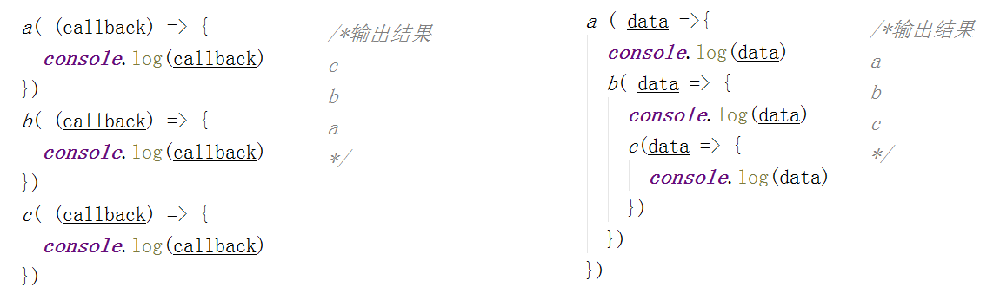 a( (callback) => {
console.log(callback)
})
b( (callback) => {
console.log(callback)
})
c( (callback) => {
console.log(callback)
})
/*输出结果
c
b
a
*/
a ( data =>{
console.log(data)
b( data => {
console.log(data)
c(data => {
console.log(data)
})
})
})
/*输出结果
a
b
c
*/